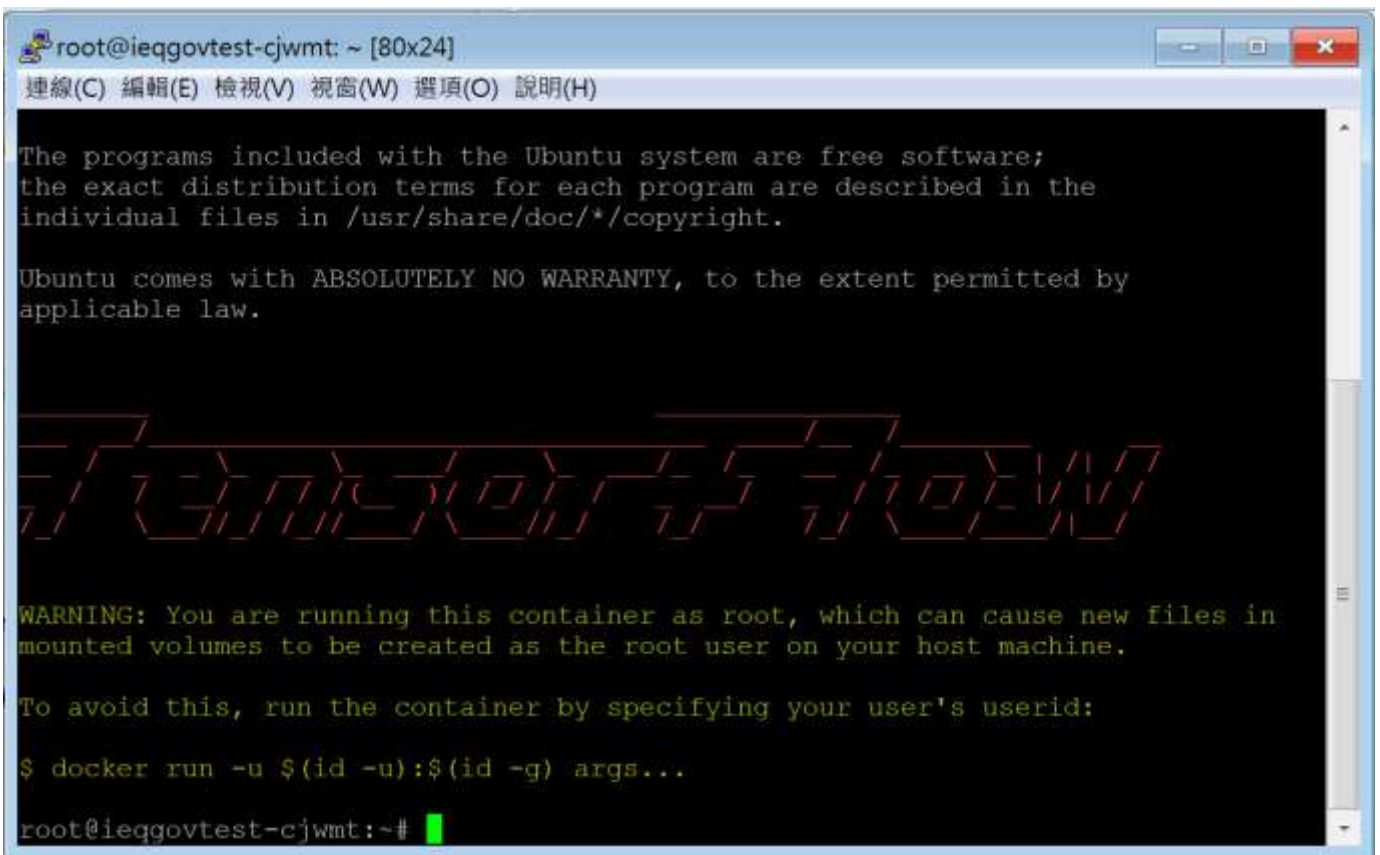 root@ieqgovtest-cjwmt: ~ [80x24]
連線(C) 編輯(E) 檢視(V) 視窗(W) 選項(O) 說明(H)
The programs included with the Ubuntu system are free software;
the exact distribution terms for each program are described in the
individual files in /usr/share/doc/*/copyright.
Ubuntu comes with ABSOLUTELY NO WARRANTY, to the extent permitted by
applicable law.
TensorFlow
WARNING: You are running this container as root, which can cause new files in
mounted volumes to be created as the root user on your host machine.
To avoid this, run the container by specifying your user's userid:
$ docker run -u $(id -u):$(id -g) args...
root@ieqgovtest-cjwmt:~#